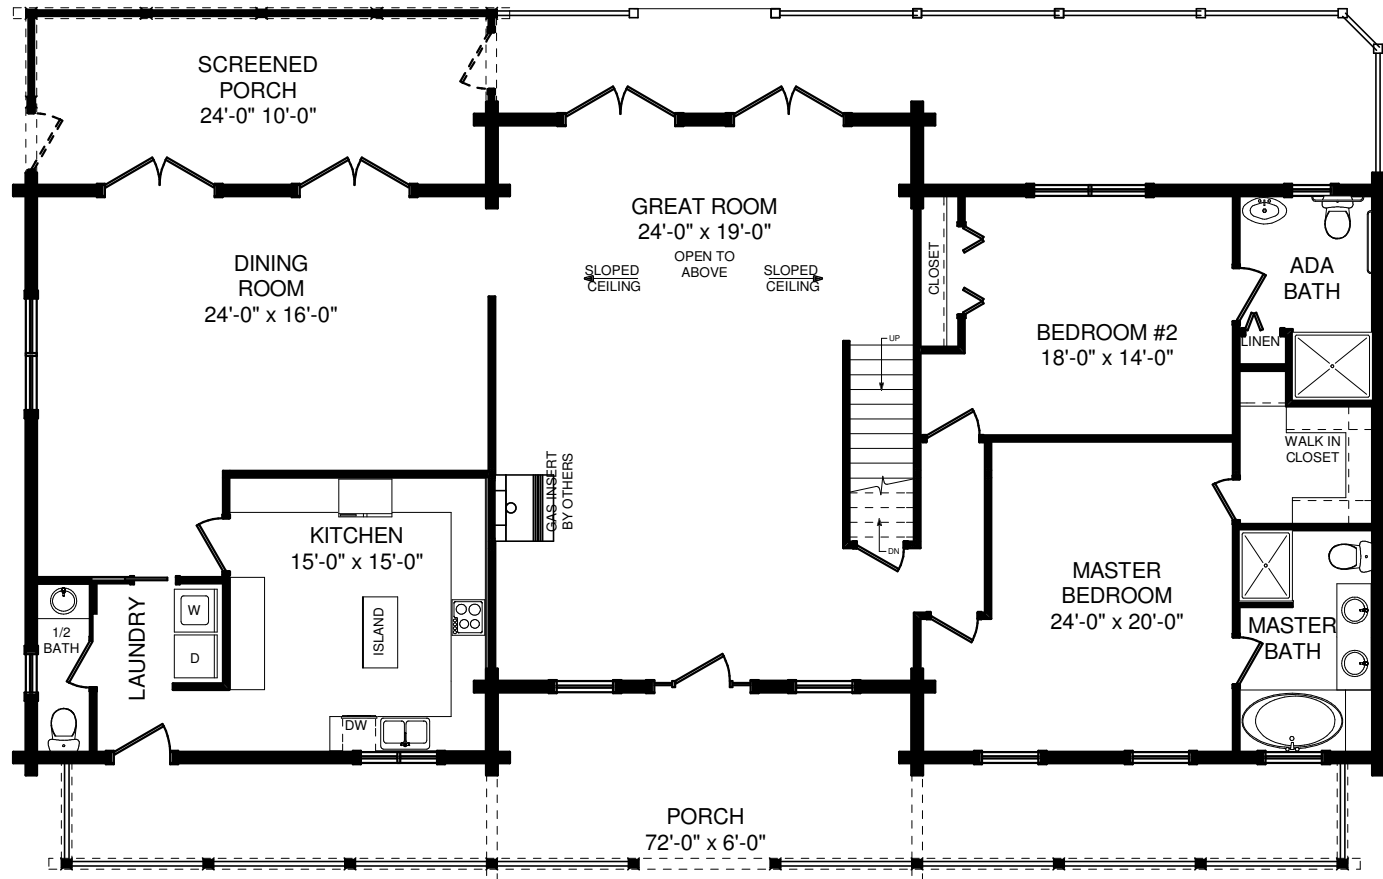 SCREENED
PORCH
24'-0" 10'-0"
GREAT ROOM
24'-0" x 19'-0"
OPEN TO
ABOVE
SLOPED
CEILING
SLOPED
CEILING
DINING
ROOM
24'-0" x 16'-0"
CLOSET
ADA
BATH
BEDROOM #2
18'-0" x 14'-0"
LINEN
UP
WALK IN
CLOSET
GAS INSERT
BY OTHERS
KITCHEN
15'-0" x 15'-0"
DN
MASTER
BEDROOM
24'-0" x 20'-0"
W
1/2
BATH
LAUNDRY
D
ISLAND
MASTER
BATH
DW
PORCH
72'-0" x 6'-0"